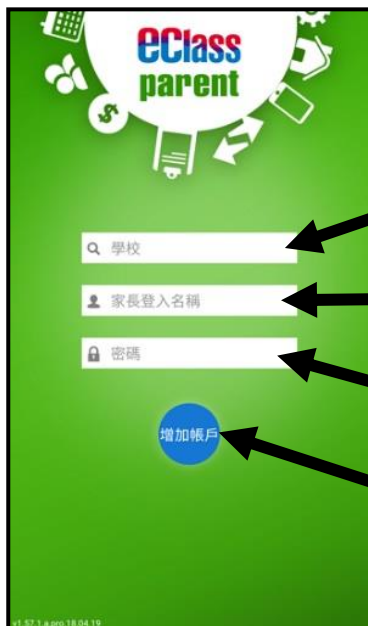 eClass
parent
學校
家長登入名稱
密碼
增加帳戶
v1.57.1.a.pro.18.04.19